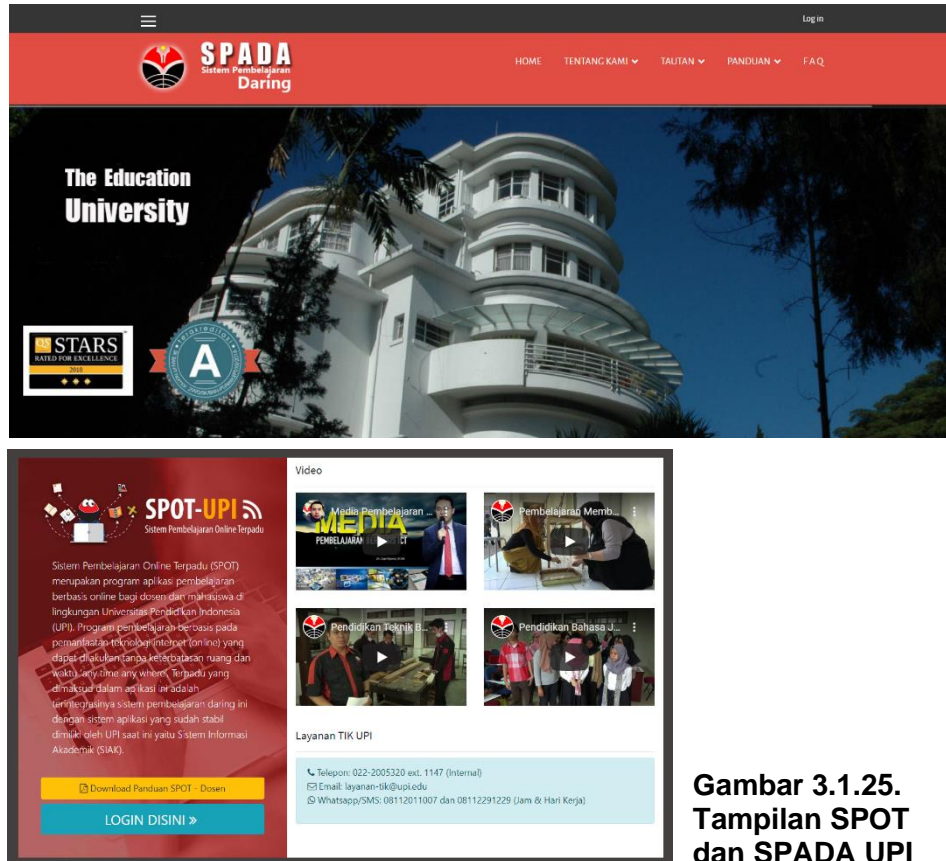 Log in
SPADA
Sistem Pembelajaran
Daring
HOME TENTANG KAMI TAUTAN PANDUAN F A Q
The Education
University
QS STARS
RATED FOR EXCELLENCE
2018
terakreditasi
A
SPOT-UPI
Sistem Pembelajaran Online Terpadu
Sistem Pembelajaran Online Terpadu (SPOT)
merupakan program aplikasi pembelajaran
berbasis online bagi dosen dan mahasiswa di
lingkungan Universitas Pendidikan Indonesia
(UPI). Program pembelajaran berbasis pada
pemanfaatan teknologi internet (online) yang
dapat dilakukan tanpa keterbatasan ruang dan
waktu "any time any where". Terpadu yang
dimaksud dalam aplikasi ini adalah
terintegrasinya sistem pembelajaran daring ini
dengan sistem aplikasi yang sudah stabil
dimiliki oleh UPI saat ini yaitu Sistem Informasi
Akademik (SIAK).
Download Panduan SPOT - Dosen
LOGIN DISINI »
Video
Media Pembelajaran ...
MEDIA
PEMBELAJARAN
Pembelajaran Memb...
Pendidikan Teknik B...
Pendidikan Bahasa J...
Layanan TIK UPI
Telepon: 022-2005320 ext. 1147 (Internal)
Email: layanan-tik@upi.edu
Whatsapp/SMS: 08112011007 dan 08112291229 (Jam & Hari Kerja)
Gambar 3.1.25.
Tampilan SPOT
dan SPADA UPI